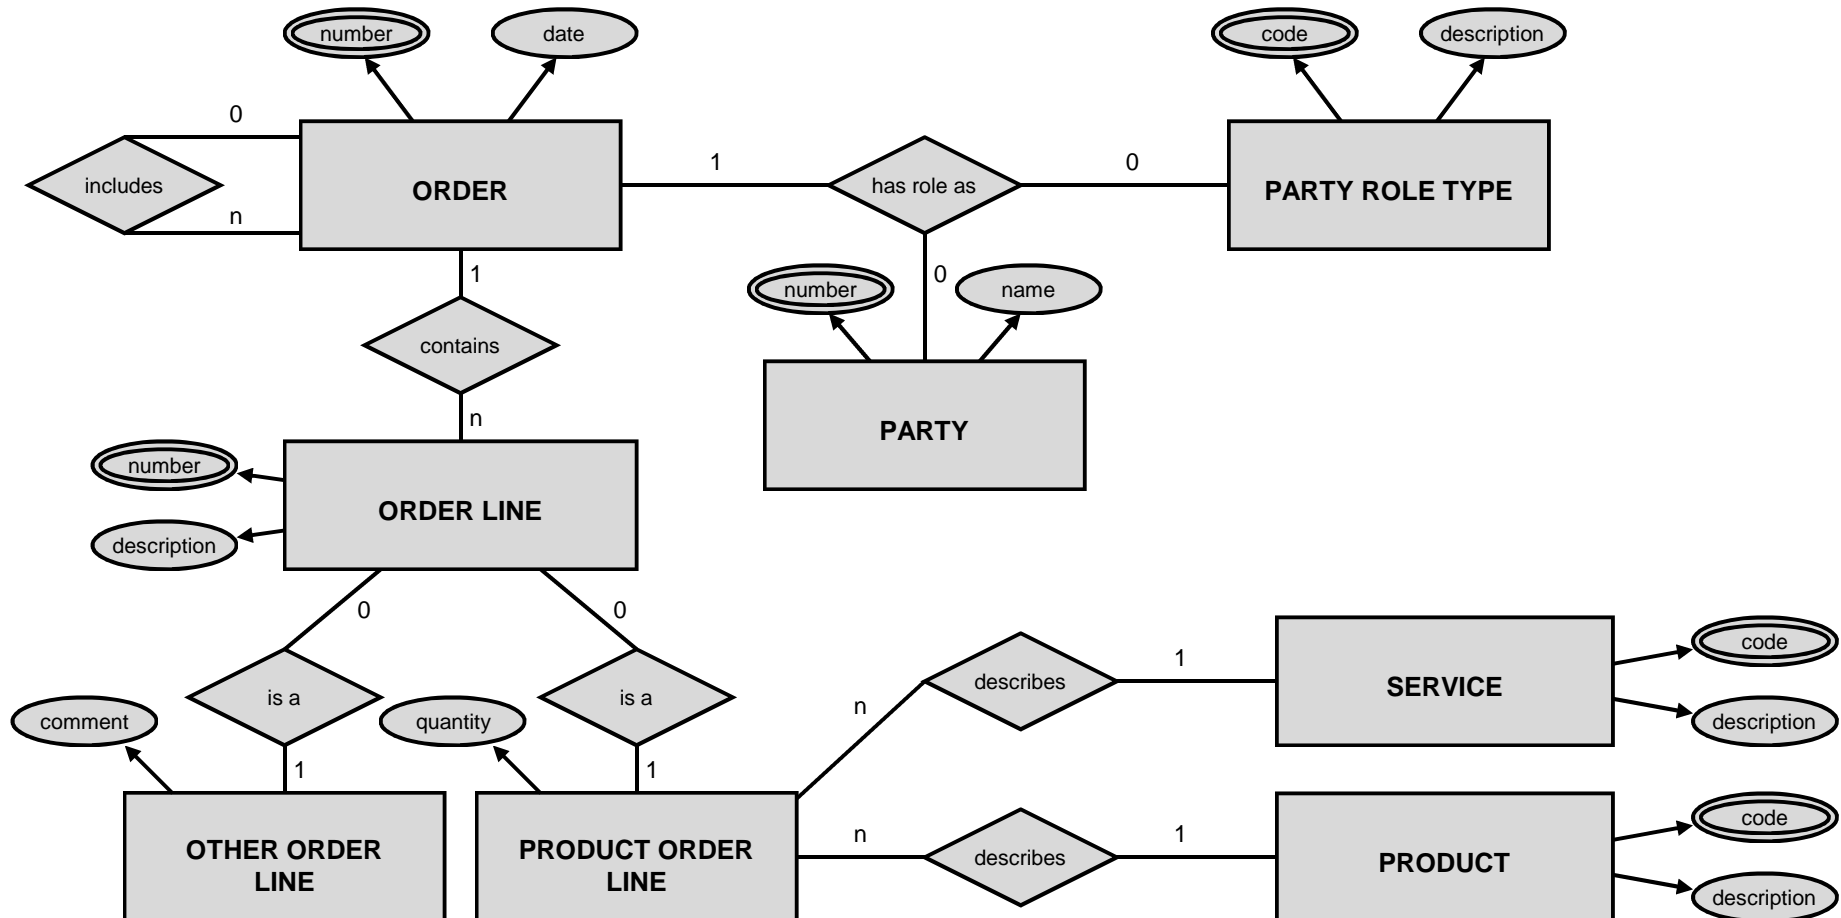 number
date
code
description
0
includes
n
ORDER
1
has role as
0
PARTY ROLE TYPE
1
0
number
name
contains
n
PARTY
number
description
ORDER LINE
0
0
is a
is a
comment
quantity
1
1
n
describes
1
SERVICE
code
description
OTHER ORDER
LINE
PRODUCT ORDER
LINE
n
describes
1
PRODUCT
code
description